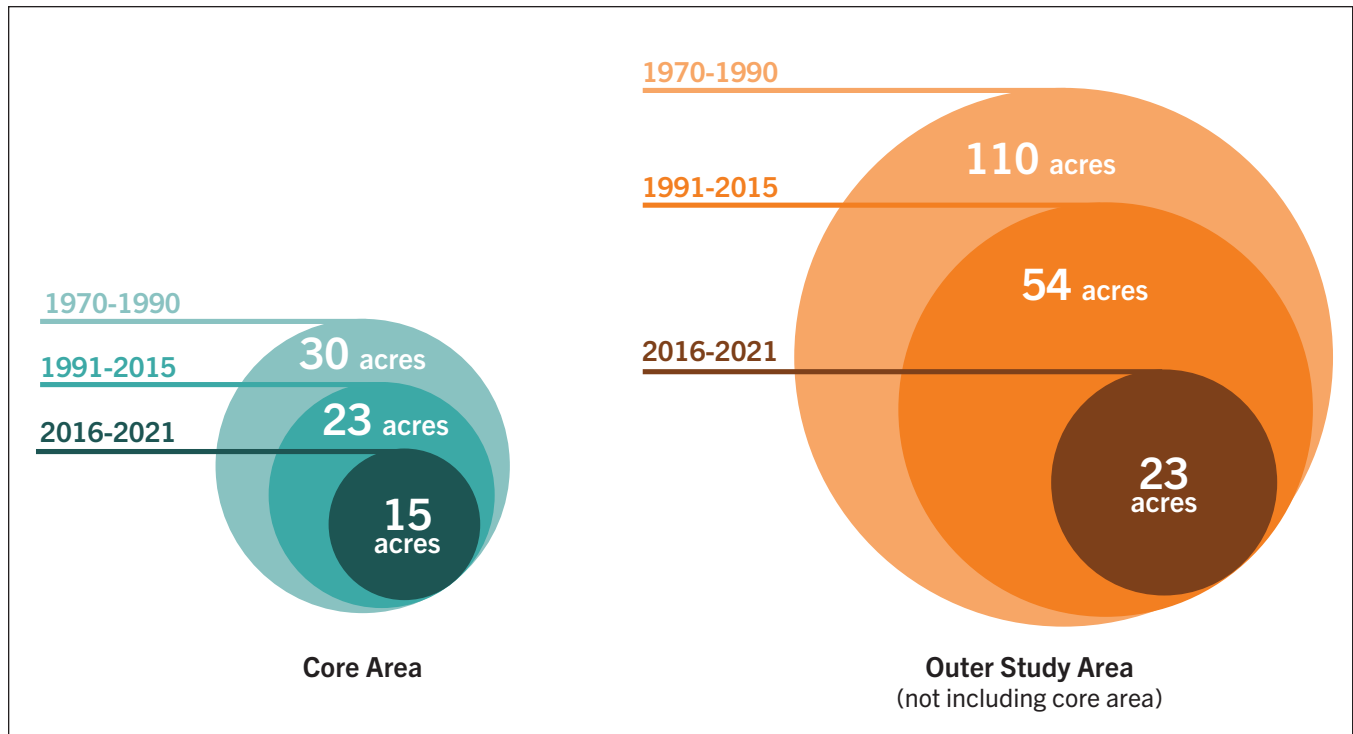 1970-1990
30 acres
1991-2015
23 acres
2016-2021
15
acres
Core Area
1970-1990
110 acres
1991-2015
54 acres
2016-2021
23
acres
Outer Study Area
(not including core area)